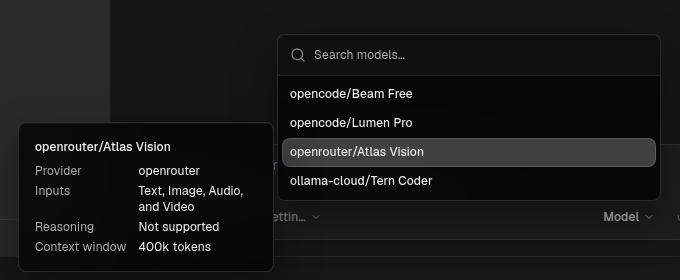 Search models...
opencode/Beam Free
opencode/Lumen Pro
openrouter/Atlas Vision
ollama-cloud/Tern Coder
openrouter/Atlas Vision
Provider openrouter
Inputs Text, Image, Audio,
and Video
Reasoning Not supported
Context window 400k tokens
Model